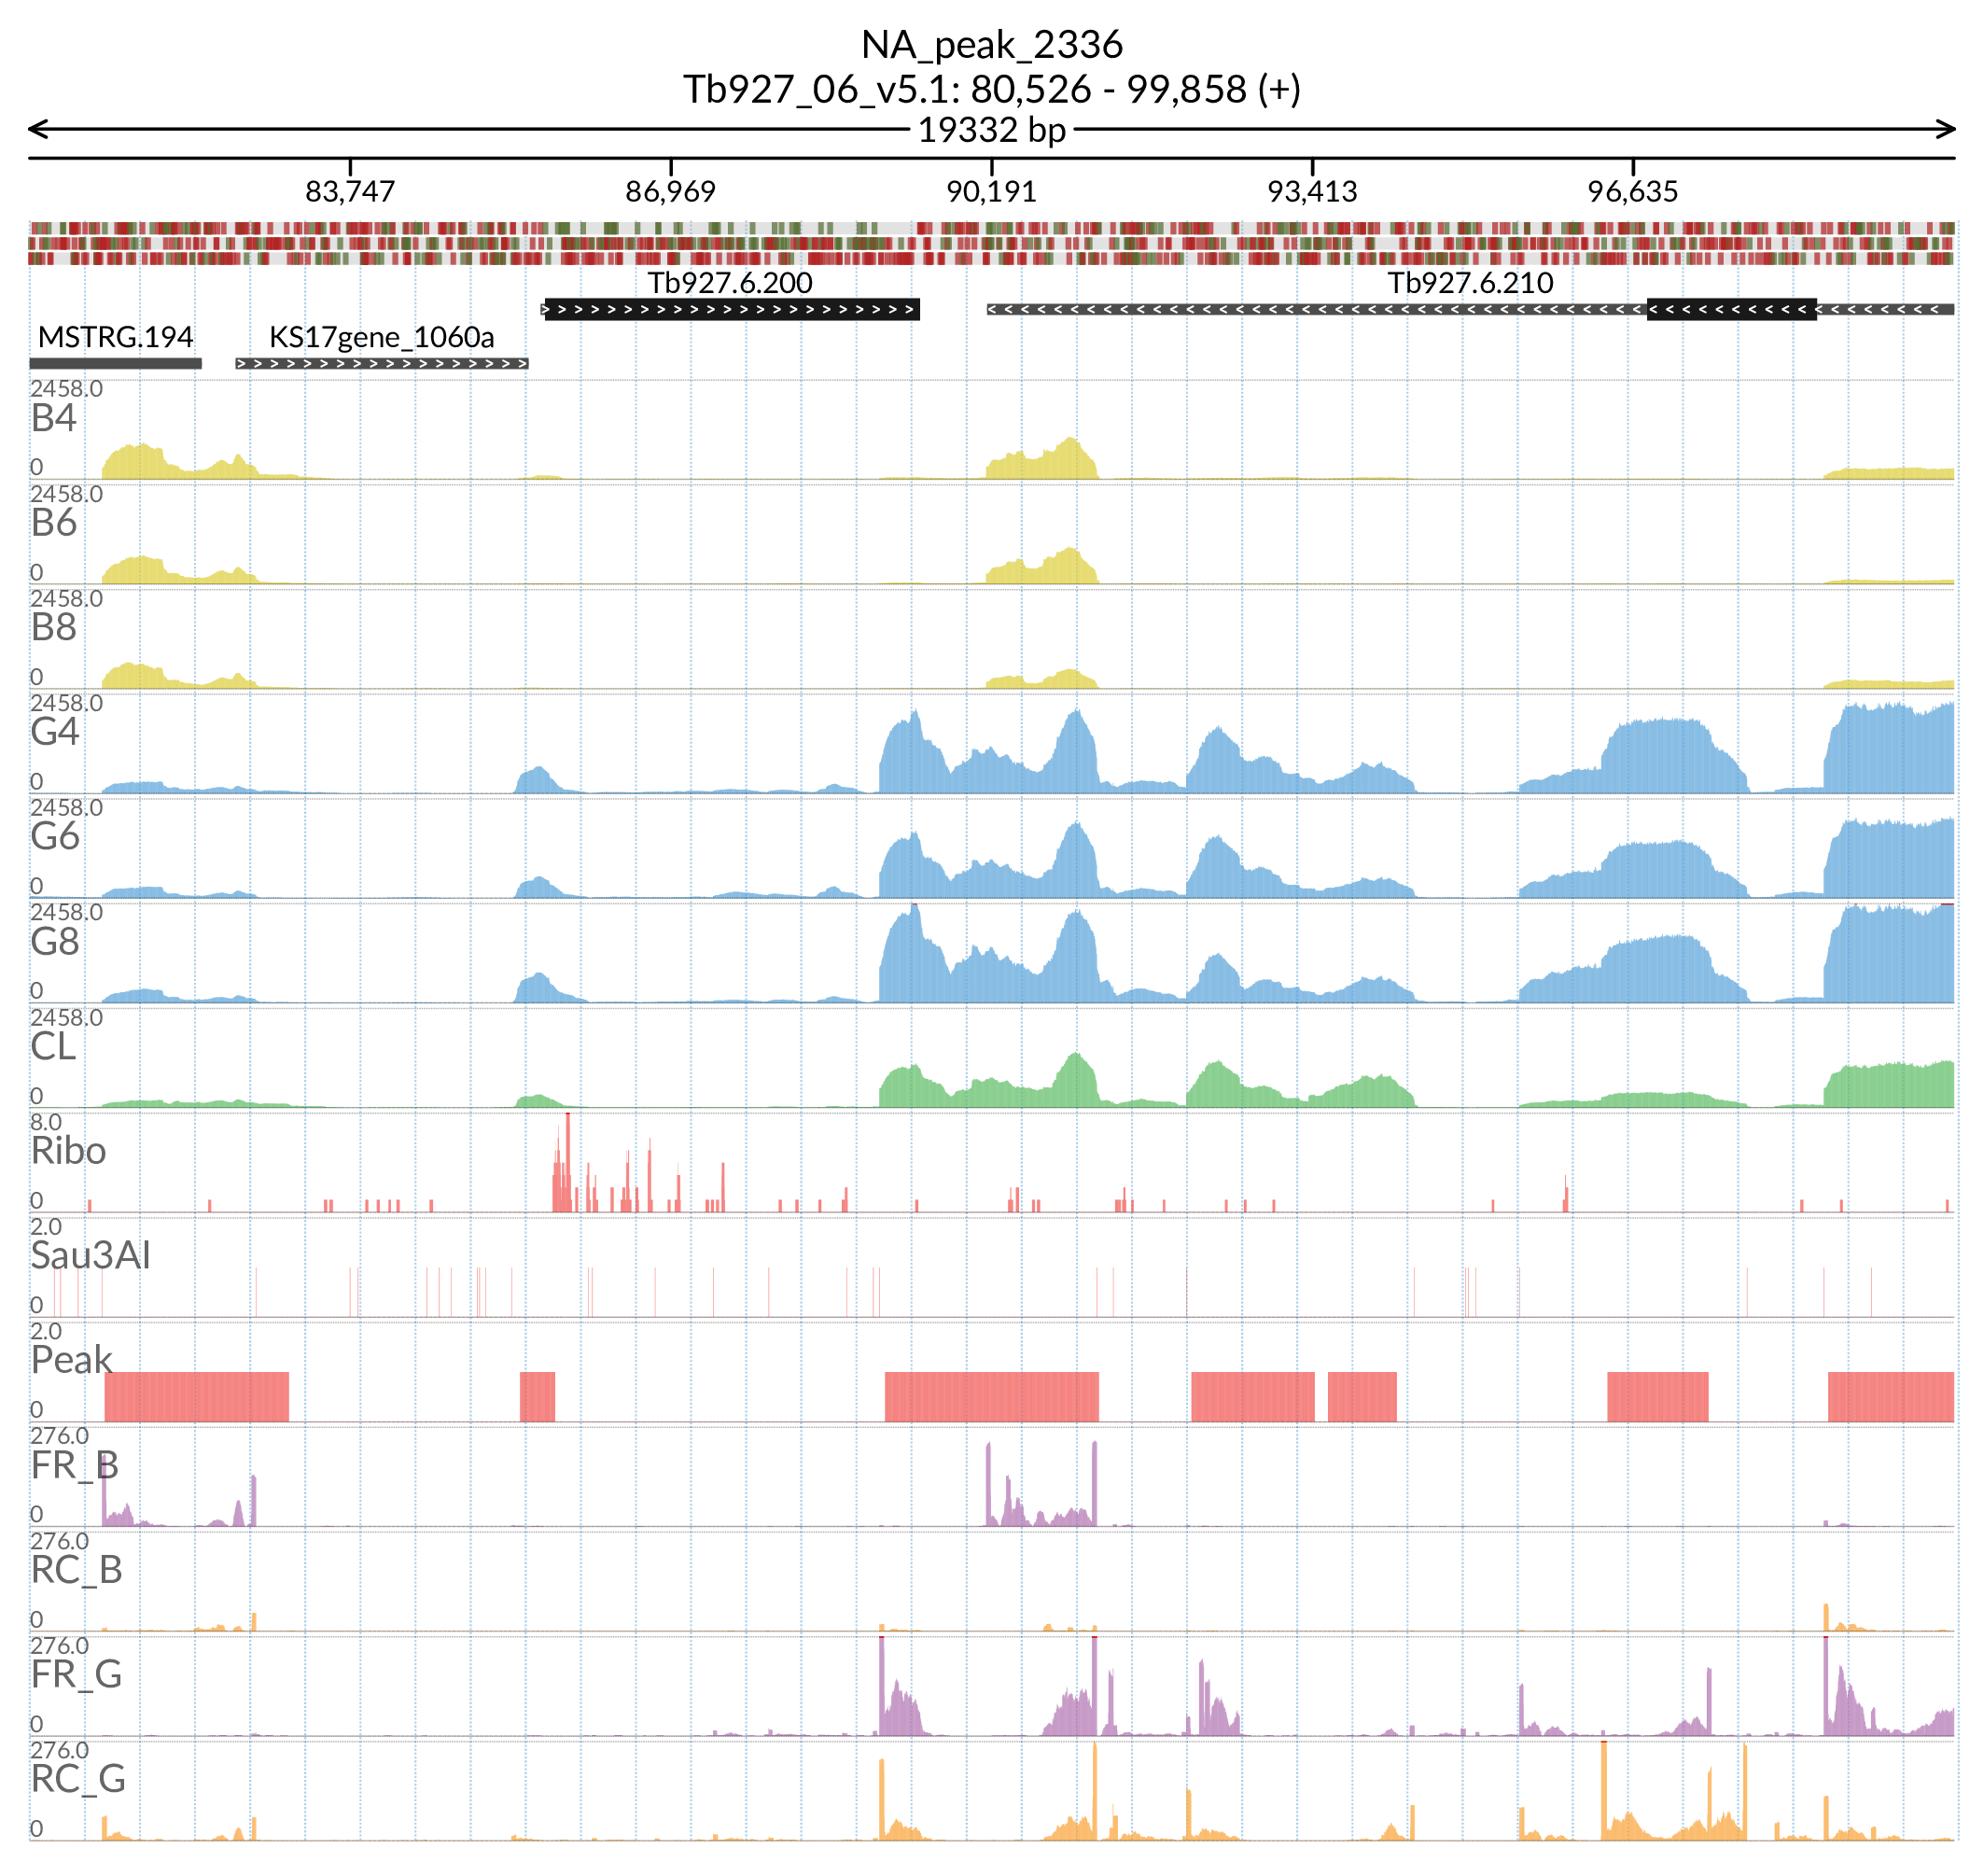 NA_peak_2336
Tb927_06_v5.1: 80,526 - 99,858 (+)
19332 bp
83,747 86,969 90,191 93,413 96,635
Tb927.6.200 Tb927.6.210
MSTRG.194 KS17gene_1060a
2458.0
B4
0
2458.0
B6
0
2458.0
B8
0
2458.0
G4
0
2458.0
G6
0
2458.0
G8
0
2458.0
CL
0
8.0
Ribo
0
2.0
Sau3AI
0
2.0
Peak
0
276.0
FR_B
0
276.0
RC_B
0
276.0
FR_G
0
276.0
RC_G
0